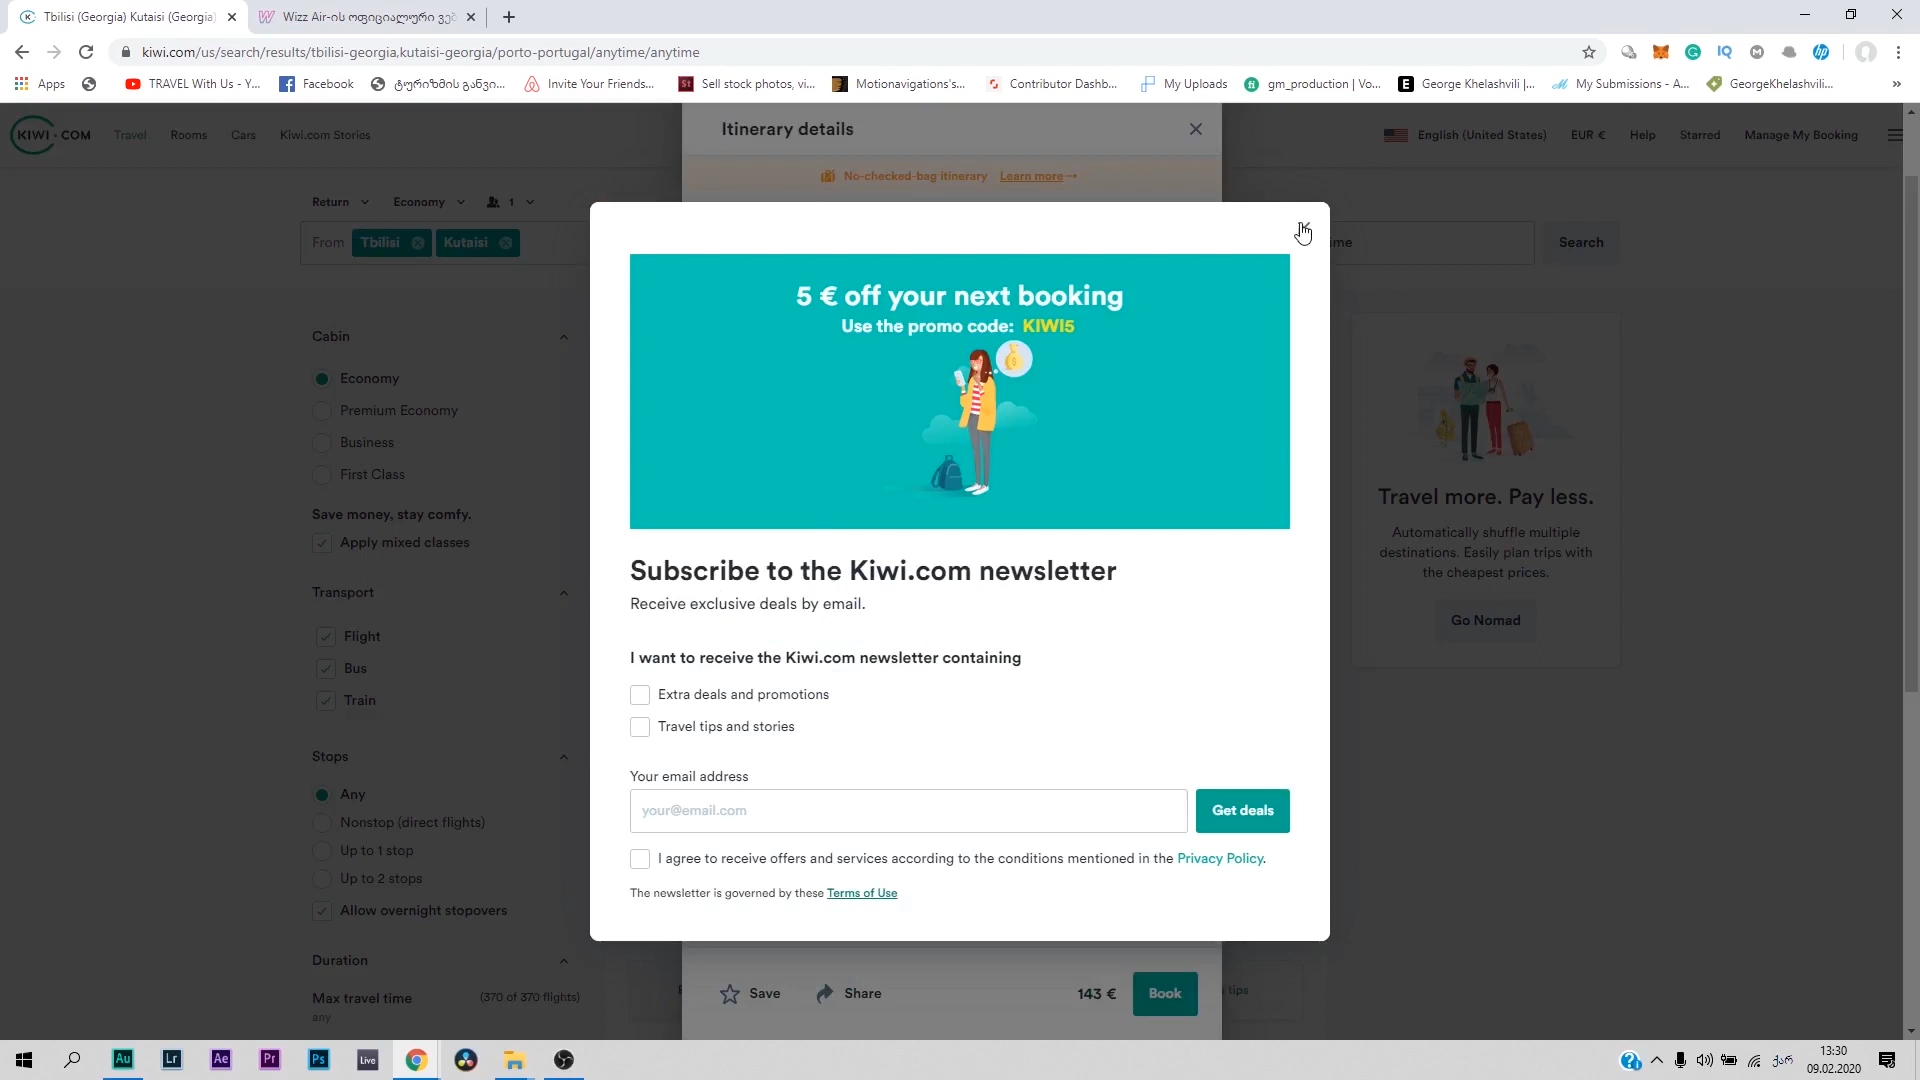 Tbilisi (Georgia) Kutaisi (Georgia)
Wizz Air-ის ოფიციალური ვებ
kiwi.com/us/search/results/tbilisi-georgia,kutaisi-georgia/porto-portugal/anytime/anytime
Apps TRAVEL With Us - Y... Facebook ტურიზმის განვი... Invite Your Friends... Sell stock photos, vi... Motionavigations's... Contributor Dashb... My Uploads gm_production | Vo... George Khelashvili |... My Submissions - A... GeorgeKhelashvili... »
KIWI.COM Travel Rooms Cars Kiwi.com Stories
Itinerary details
English (United States) EUR € Help Starred Manage My Booking
No-checked-bag itinerary Learn more
Return Economy 1
From Tbilisi Kutaisi
Search
Cabin
Economy
Premium Economy
Business
First Class
Save money, stay comfy.
Apply mixed classes
Transport
Flight
Bus
Train
Stops
Any
Nonstop (direct flights)
Up to 1 stop
Up to 2 stops
Allow overnight stopovers
Duration
Max travel time (370 of 370 flights)
any
5 € off your next booking
Use the promo code: KIWI5
Subscribe to the Kiwi.com newsletter
Receive exclusive deals by email.
I want to receive the Kiwi.com newsletter containing
Extra deals and promotions
Travel tips and stories
Your email address
your@email.com
Get deals
I agree to receive offers and services according to the conditions mentioned in the Privacy Policy.
The newsletter is governed by these Terms of Use
Save Share 143 € Book
tips
Travel more. Pay less.
Automatically shuffle multiple
destinations. Easily plan trips with
the cheapest prices.
Go Nomad
Au Lr Ae Pr Ps Live
ქარ
13:30
09.02.2020